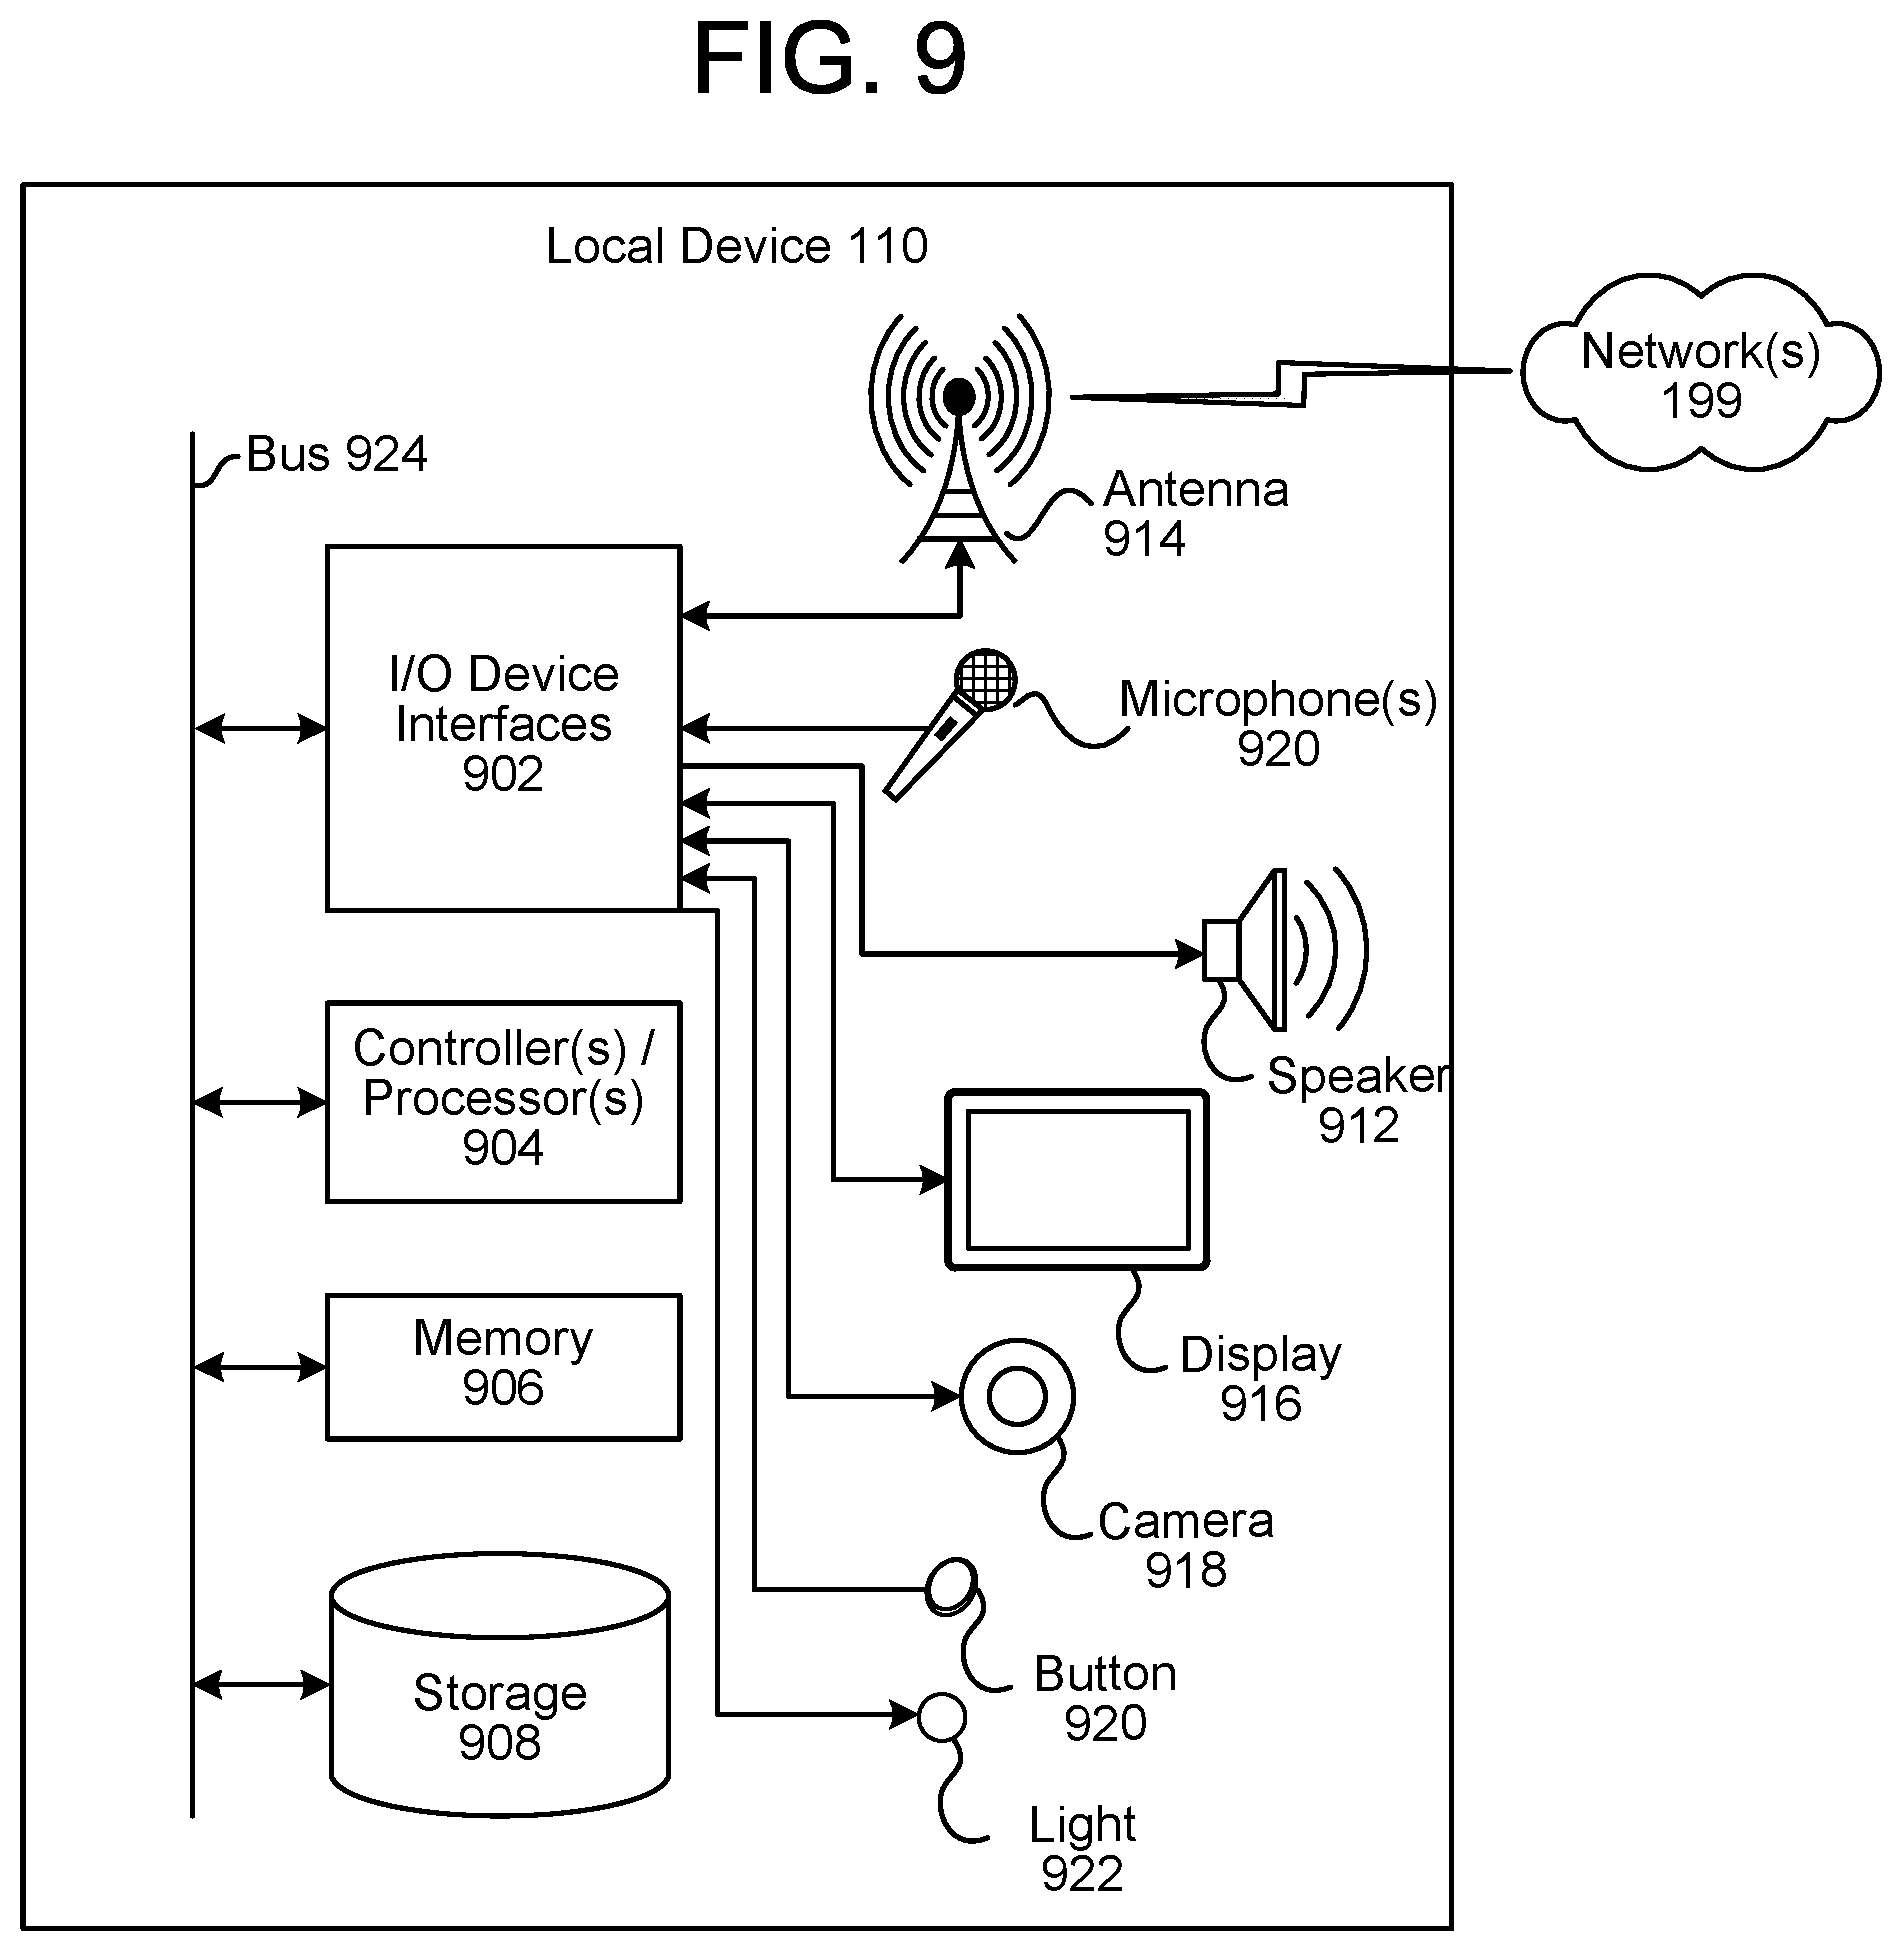 FIG. 9
Local Device 110
Network(s)
199
Bus 924
Antenna
914
I/O Device
Interfaces
902
Microphone(s)
920
Controller(s) /
Processor(s)
904
Speaker
912
Memory
906
Display
916
Camera
918
Storage
908
Button
920
Light
922